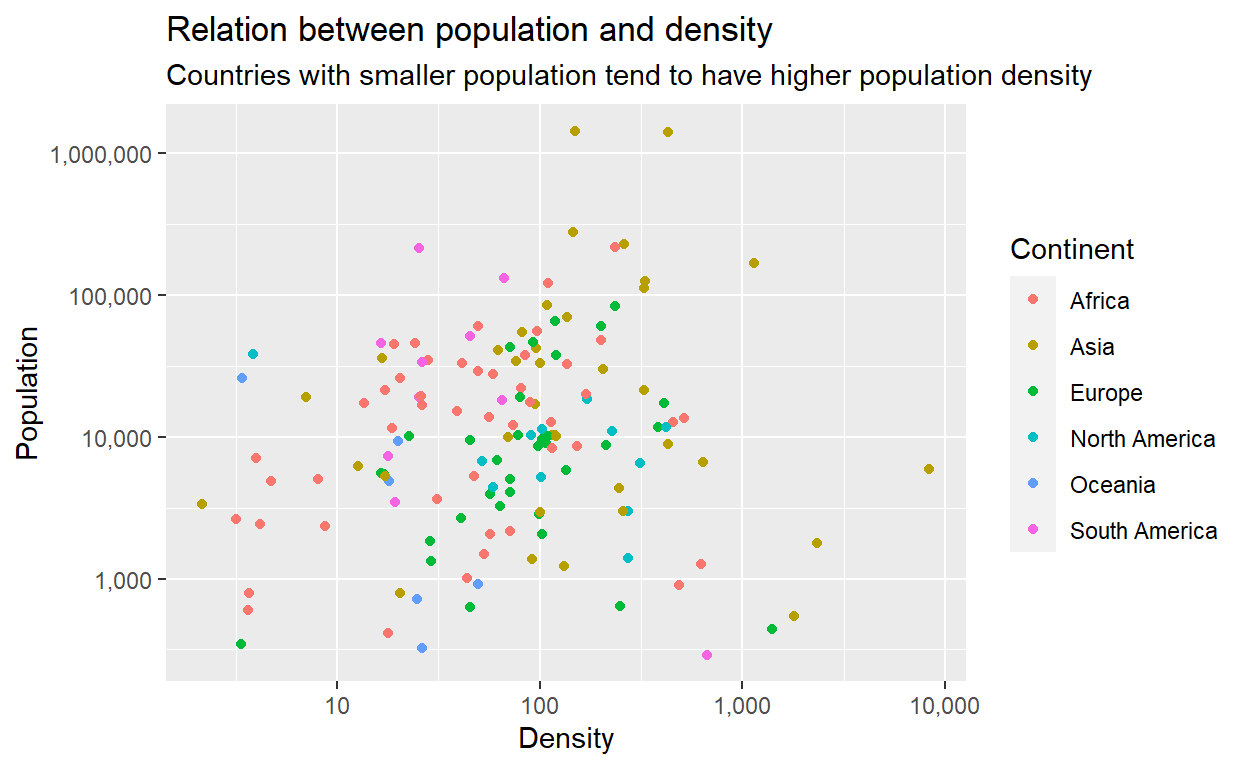 Relation between population and density
Countries with smaller population tend to have higher population density
1,000,000
100,000
10,000
1,000
Population
10
100
1,000
10,000
Density
Continent
Africa
Asia
Europe
North America
Oceania
South America